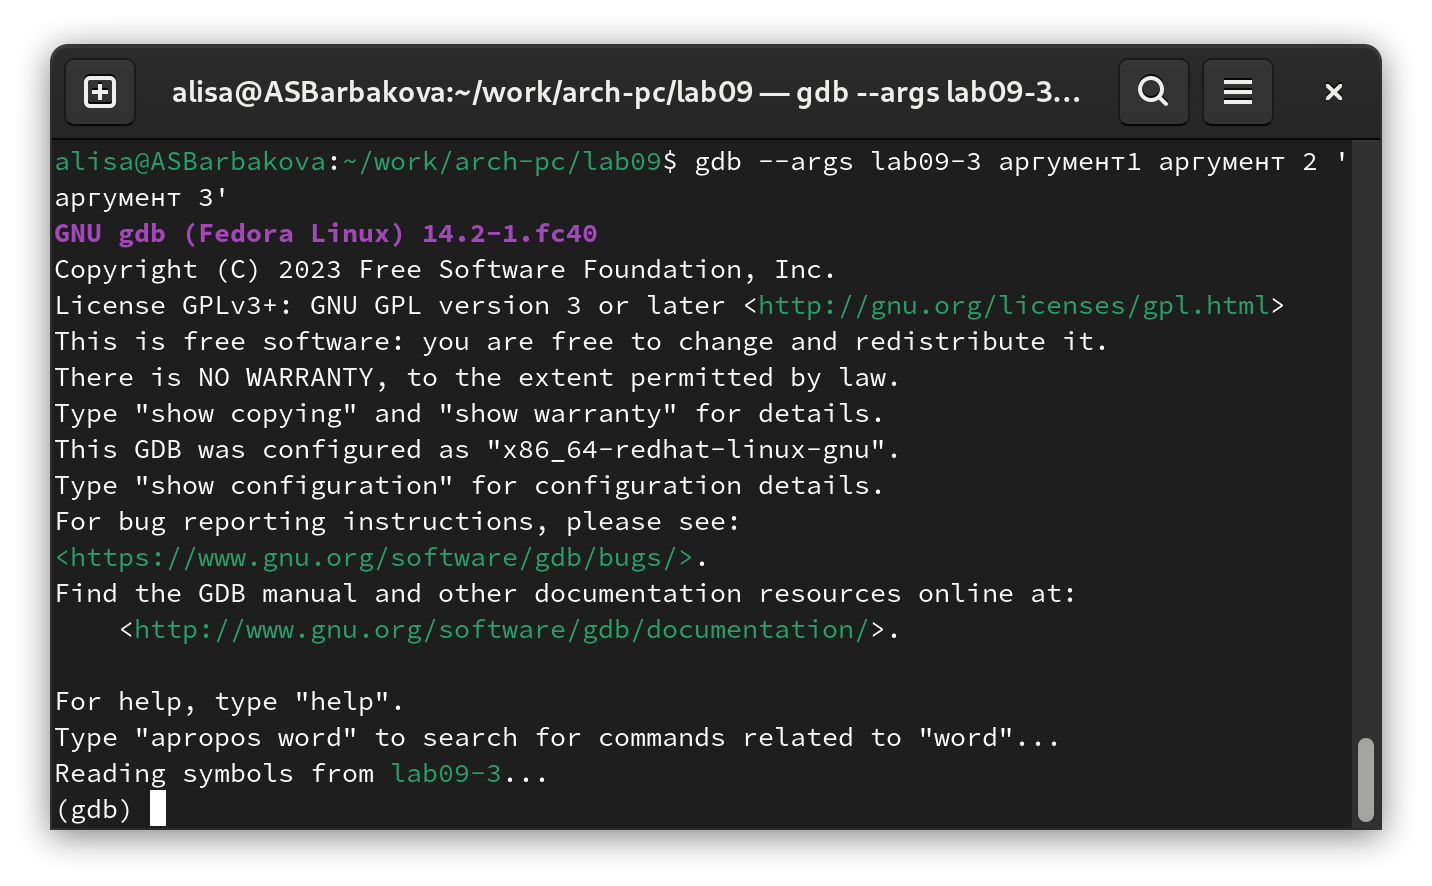 alisa@ASBarbakova:~/work/arch-pc/lab09 — gdb --args lab09-3…
alisa@ASBarbakova:~/work/arch-pc/lab09$ gdb --args lab09-3 аргумент1 аргумент 2 '
аргумент 3'
GNU gdb (Fedora Linux) 14.2-1.fc40
Copyright (C) 2023 Free Software Foundation, Inc.
License GPLv3+: GNU GPL version 3 or later <http://gnu.org/licenses/gpl.html>
This is free software: you are free to change and redistribute it.
There is NO WARRANTY, to the extent permitted by law.
Type "show copying" and "show warranty" for details.
This GDB was configured as "x86_64-redhat-linux-gnu".
Type "show configuration" for configuration details.
For bug reporting instructions, please see:
<https://www.gnu.org/software/gdb/bugs/>.
Find the GDB manual and other documentation resources online at:
    <http://www.gnu.org/software/gdb/documentation/>.

For help, type "help".
Type "apropos word" to search for commands related to "word"...
Reading symbols from lab09-3...
(gdb)